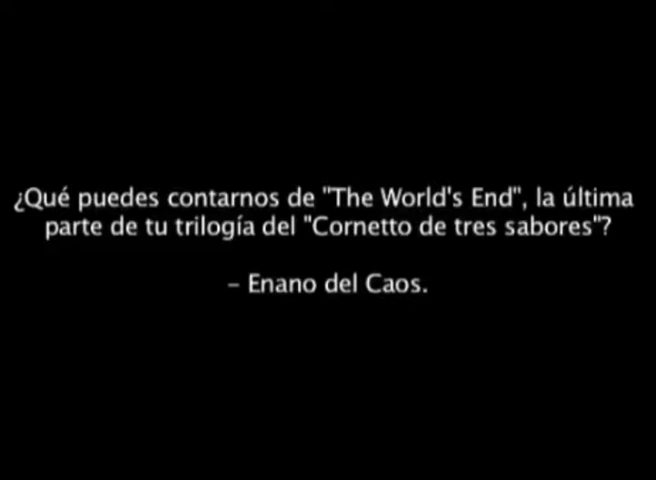 ¿Qué puedes contarnos de "The World's End", la última
parte de tu trilogía del "Cornetto de tres sabores"?
– Enano del Caos.